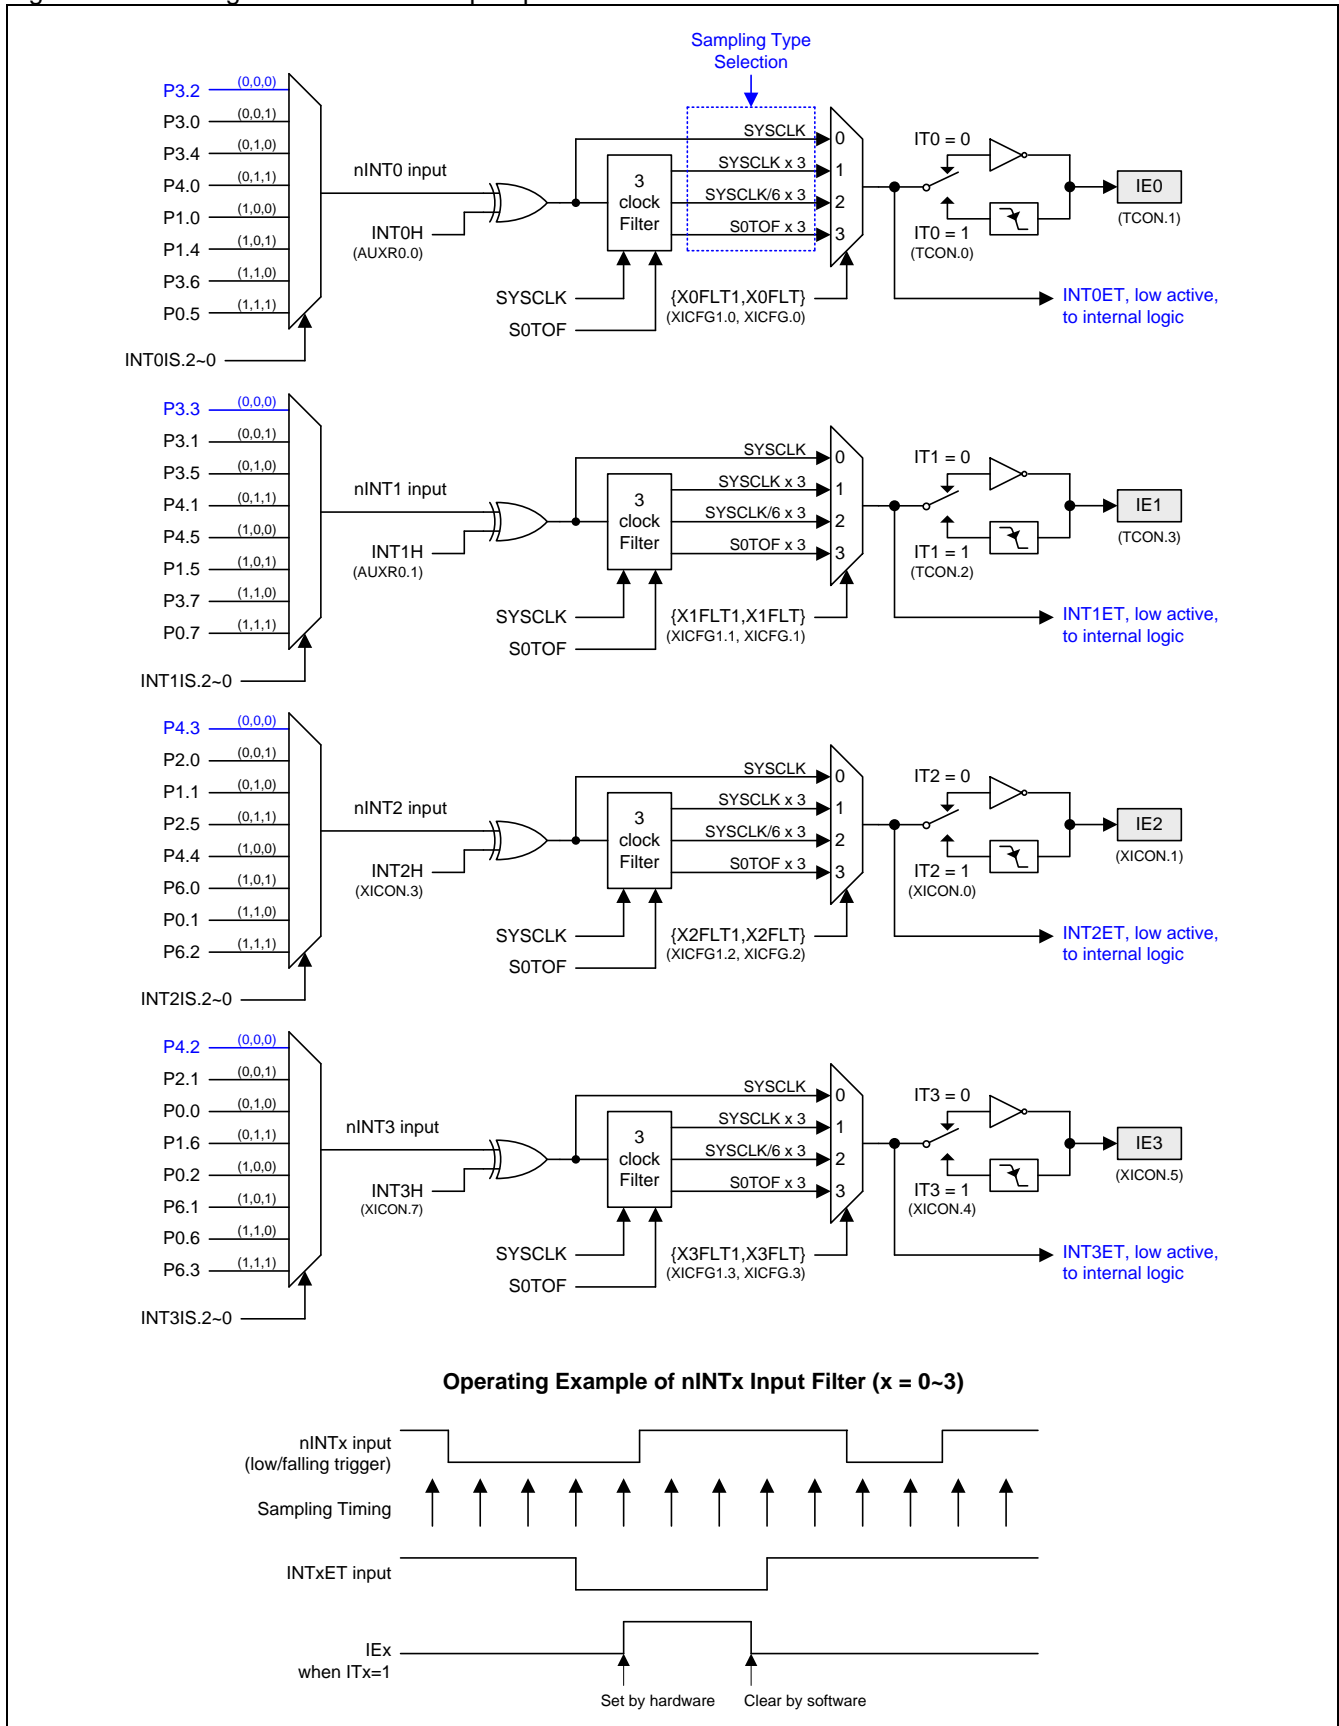 Sampling Type
Selection
P3.2 (0,0,0)
P3.0 (0,0,1)
P3.4 (0,1,0)
P4.0 (0,1,1)
P1.0 (1,0,0)
P1.4 (1,0,1)
P3.6 (1,1,0)
P0.5 (1,1,1)
INT0IS.2~0
nINT0 input
INT0H
(AUXR0.0)
3
clock
Filter
SYSCLK
S0TOF
SYSCLK 0
SYSCLK x 3 1
SYSCLK/6 x 3 2
S0TOF x 3 3
{X0FLT1,X0FLT}
(XICFG1.0, XICFG.0)
IT0 = 0
IT0 = 1
(TCON.0)
IE0
(TCON.1)
INT0ET, low active,
to internal logic
P3.3 (0,0,0)
P3.1 (0,0,1)
P3.5 (0,1,0)
P4.1 (0,1,1)
P4.5 (1,0,0)
P1.5 (1,0,1)
P3.7 (1,1,0)
P0.7 (1,1,1)
INT1IS.2~0
nINT1 input
INT1H
(AUXR0.1)
3
clock
Filter
SYSCLK
S0TOF
SYSCLK 0
SYSCLK x 3 1
SYSCLK/6 x 3 2
S0TOF x 3 3
{X1FLT1,X1FLT}
(XICFG1.1, XICFG.1)
IT1 = 0
IT1 = 1
(TCON.2)
IE1
(TCON.3)
INT1ET, low active,
to internal logic
P4.3 (0,0,0)
P2.0 (0,0,1)
P1.1 (0,1,0)
P2.5 (0,1,1)
P4.4 (1,0,0)
P6.0 (1,0,1)
P0.1 (1,1,0)
P6.2 (1,1,1)
INT2IS.2~0
nINT2 input
INT2H
(XICON.3)
3
clock
Filter
SYSCLK
S0TOF
SYSCLK 0
SYSCLK x 3 1
SYSCLK/6 x 3 2
S0TOF x 3 3
{X2FLT1,X2FLT}
(XICFG1.2, XICFG.2)
IT2 = 0
IT2 = 1
(XICON.0)
IE2
(XICON.1)
INT2ET, low active,
to internal logic
P4.2 (0,0,0)
P2.1 (0,0,1)
P0.0 (0,1,0)
P1.6 (0,1,1)
P0.2 (1,0,0)
P6.1 (1,0,1)
P0.6 (1,1,0)
P6.3 (1,1,1)
INT3IS.2~0
nINT3 input
INT3H
(XICON.7)
3
clock
Filter
SYSCLK
S0TOF
SYSCLK 0
SYSCLK x 3 1
SYSCLK/6 x 3 2
S0TOF x 3 3
{X3FLT1,X3FLT}
(XICFG1.3, XICFG.3)
IT3 = 0
IT3 = 1
(XICON.4)
IE3
(XICON.5)
INT3ET, low active,
to internal logic
Operating Example of nINTx Input Filter (x = 0~3)
nINTx input
(low/falling trigger)
Sampling Timing
INTxET input
IEx
when ITx=1
Set by hardware
Clear by software